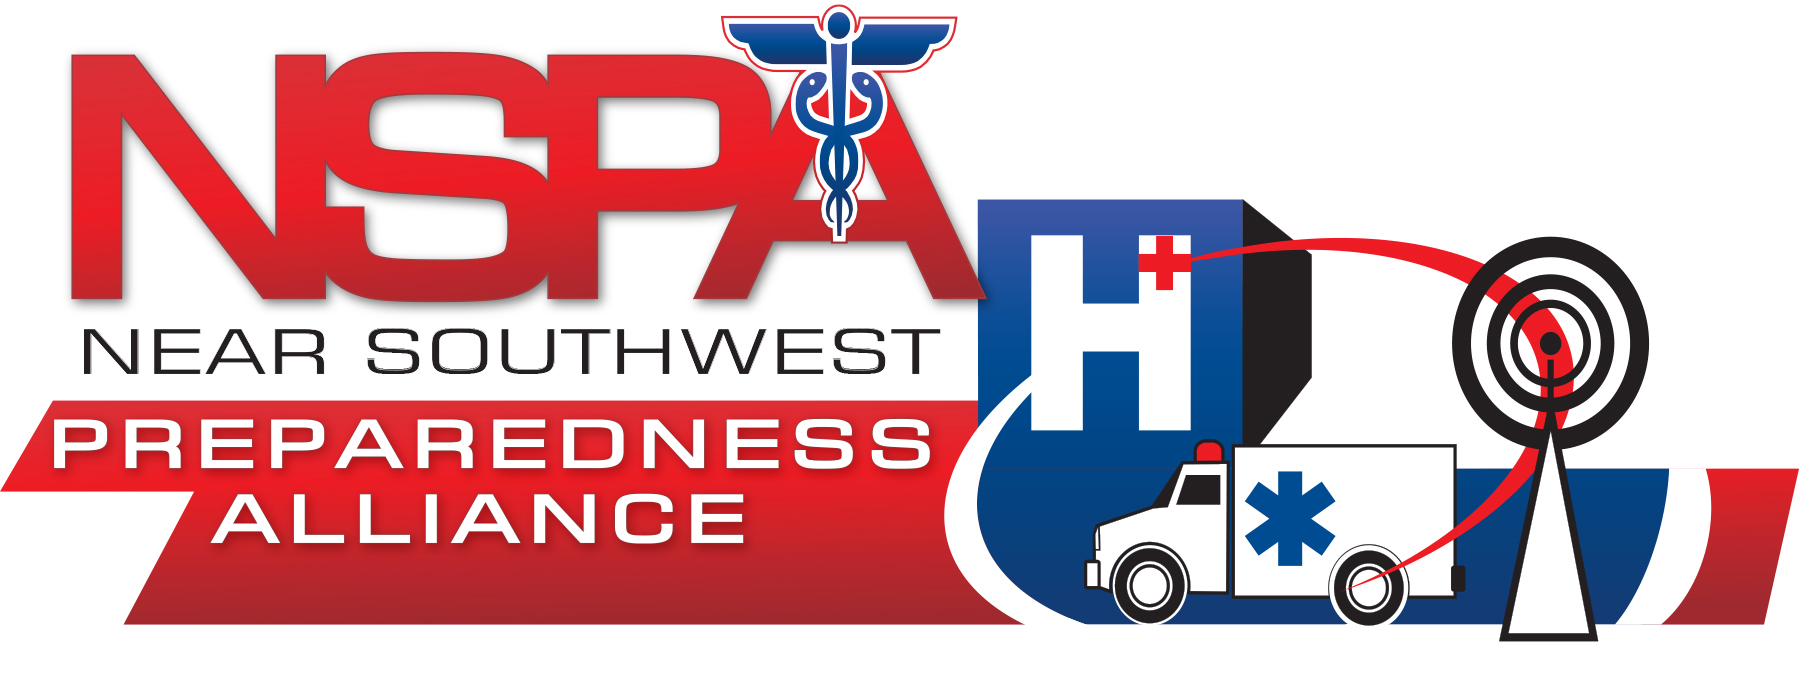 NSPA
NEAR SOUTHWEST
PREPAREDNESS
ALLIANCE
H